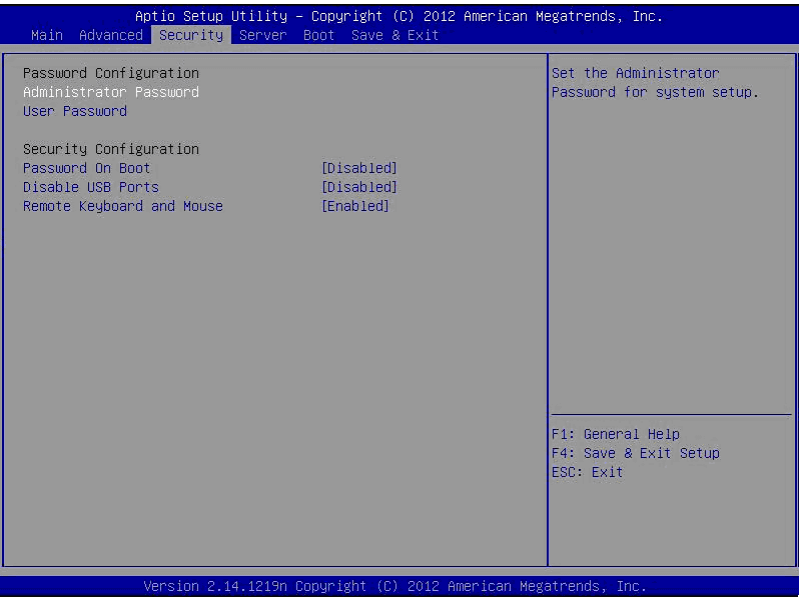 Aptio Setup Utility – Copyright (C) 2012 American Megatrends, Inc.
Main Advanced Security Server Boot Save & Exit
Password Configuration
Administrator Password
User Password
Security Configuration
Password On Boot [Disabled]
Disable USB Ports [Disabled]
Remote Keyboard and Mouse [Enabled]
Set the Administrator
Password for system setup.
F1: General Help
F4: Save & Exit Setup
ESC: Exit
Version 2.14.1219n Copyright (C) 2012 American Megatrends, Inc.